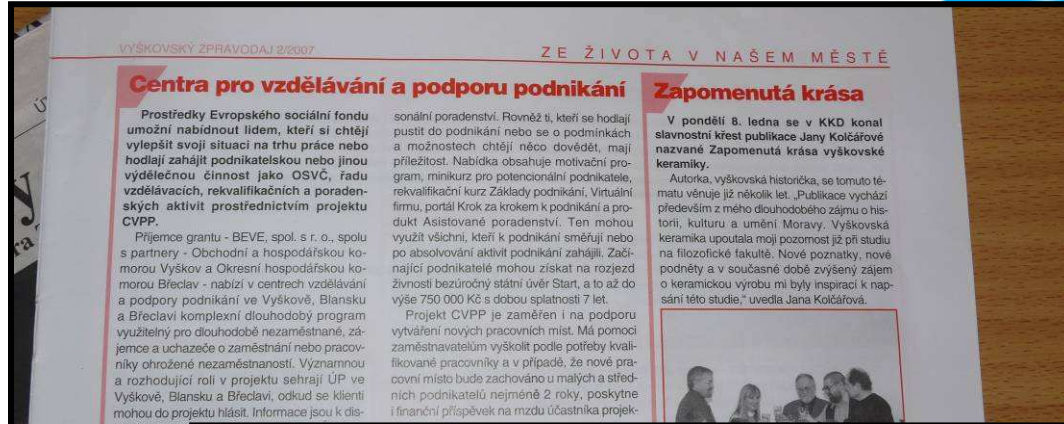 VYŠKOVSKÝ ZPRAVODAJ 2/2007
ZE ŽIVOTA V NAŠEM MĚSTĚ
Centra pro vzdělávání a podporu podnikání
Prostředky Evropského sociální fondu
umožní nabídnout lidem, kteří si chtějí
vylepšit svoji situaci na trhu práce nebo
hodlají zahájit podnikatelskou nebo jinou
výdělečnou činnost jako OSVČ, řadu
vzdělávacích, rekvalifikačních a poraden-
ských aktivit prostřednictvím projektu
CVPP.
Příjemce grantu - BEVE, spol. s r. o., spolu
s partnery - Obchodní a hospodářskou ko-
morou Vyškov a Okresní hospodářskou ko-
morou Břeclav - nabízí v centrech vzdělávání
a podpory podnikání ve Vyškově, Blansku
a Břeclavi komplexní dlouhodobý program
využitelný pro dlouhodobě nezaměstnané, zá-
jemce a uchazeče o zaměstnání nebo pracov-
níky ohrožené nezaměstnaností. Významnou
a rozhodující roli v projektu sehrají ÚP ve
Vyškově, Blansku a Břeclavi, odkud se klienti
mohou do projektu hlásit. Informace jsou k dis-
sonální poradenství. Rovněž ti, kteří se hodlají
pustit do podnikání nebo se o podmínkách
a možnostech chtějí něco dovědět, mají
příležitost. Nabídka obsahuje motivační pro-
gram, minikurz pro potencionální podnikatele,
rekvalifikační kurz Základy podnikání, Virtuální
firmu, portál Krok za krokem k podnikání a pro-
dukt Asistované poradenství. Ten mohou
využít všichni, kteří k podnikání směřují nebo
po absolvování aktivit podnikání zahájili. Začí-
nající podnikatelé mohou získat na rozjezd
živnosti bezúročný státní úvěr Start, a to až do
výše 750 000 Kč s dobou splatnosti 7 let.
Projekt CVPP je zaměřen i na podporu
vytváření nových pracovních míst. Má pomoci
zaměstnavatelům vyškolit podle potřeby kvali-
fikované pracovníky a v případě, že nové pra-
covní místo bude zachováno u malých a střed-
ních podnikatelů nejméně 2 roky, poskytne
i finanční příspěvek na mzdu účastníka projek-
Zapomenutá krása
V pondělí 8. ledna se v KKD konal
slavnostní křest publikace Jany Kolčářové
nazvané Zapomenutá krása vyškovské
keramiky.
Autorka, vyškovská historička, se tomuto té-
matu věnuje již několik let. „Publikace vychází
především z mého dlouhodobého zájmu o his-
torii, kulturu a umění Moravy. Vyškovská
keramika upoutala moji pozornost již při studiu
na filozofické fakultě. Nové poznatky, nové
podněty a v současné době zvýšený zájem
o keramickou výrobu mi byly inspirací k nap-
sání této studie,“ uvedla Jana Kolčářová.